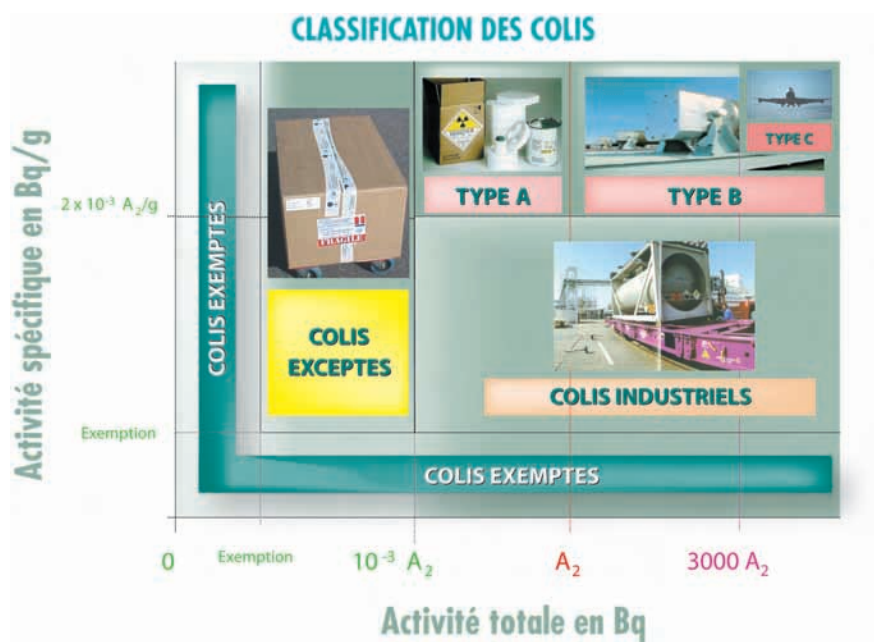 CLASSIFICATION DES COLIS
Activité spécifique en Bq/g
2 x 10⁻³ A₂/g
Exemption
COLIS EXEMPTES
FRAGILE
COLIS
EXCEPTES
TYPE A
TYPE B
TYPE C
COLIS INDUSTRIELS
COLIS EXEMPTES
0
Exemption
10⁻³ A₂
A₂
3000 A₂
Activité totale en Bq